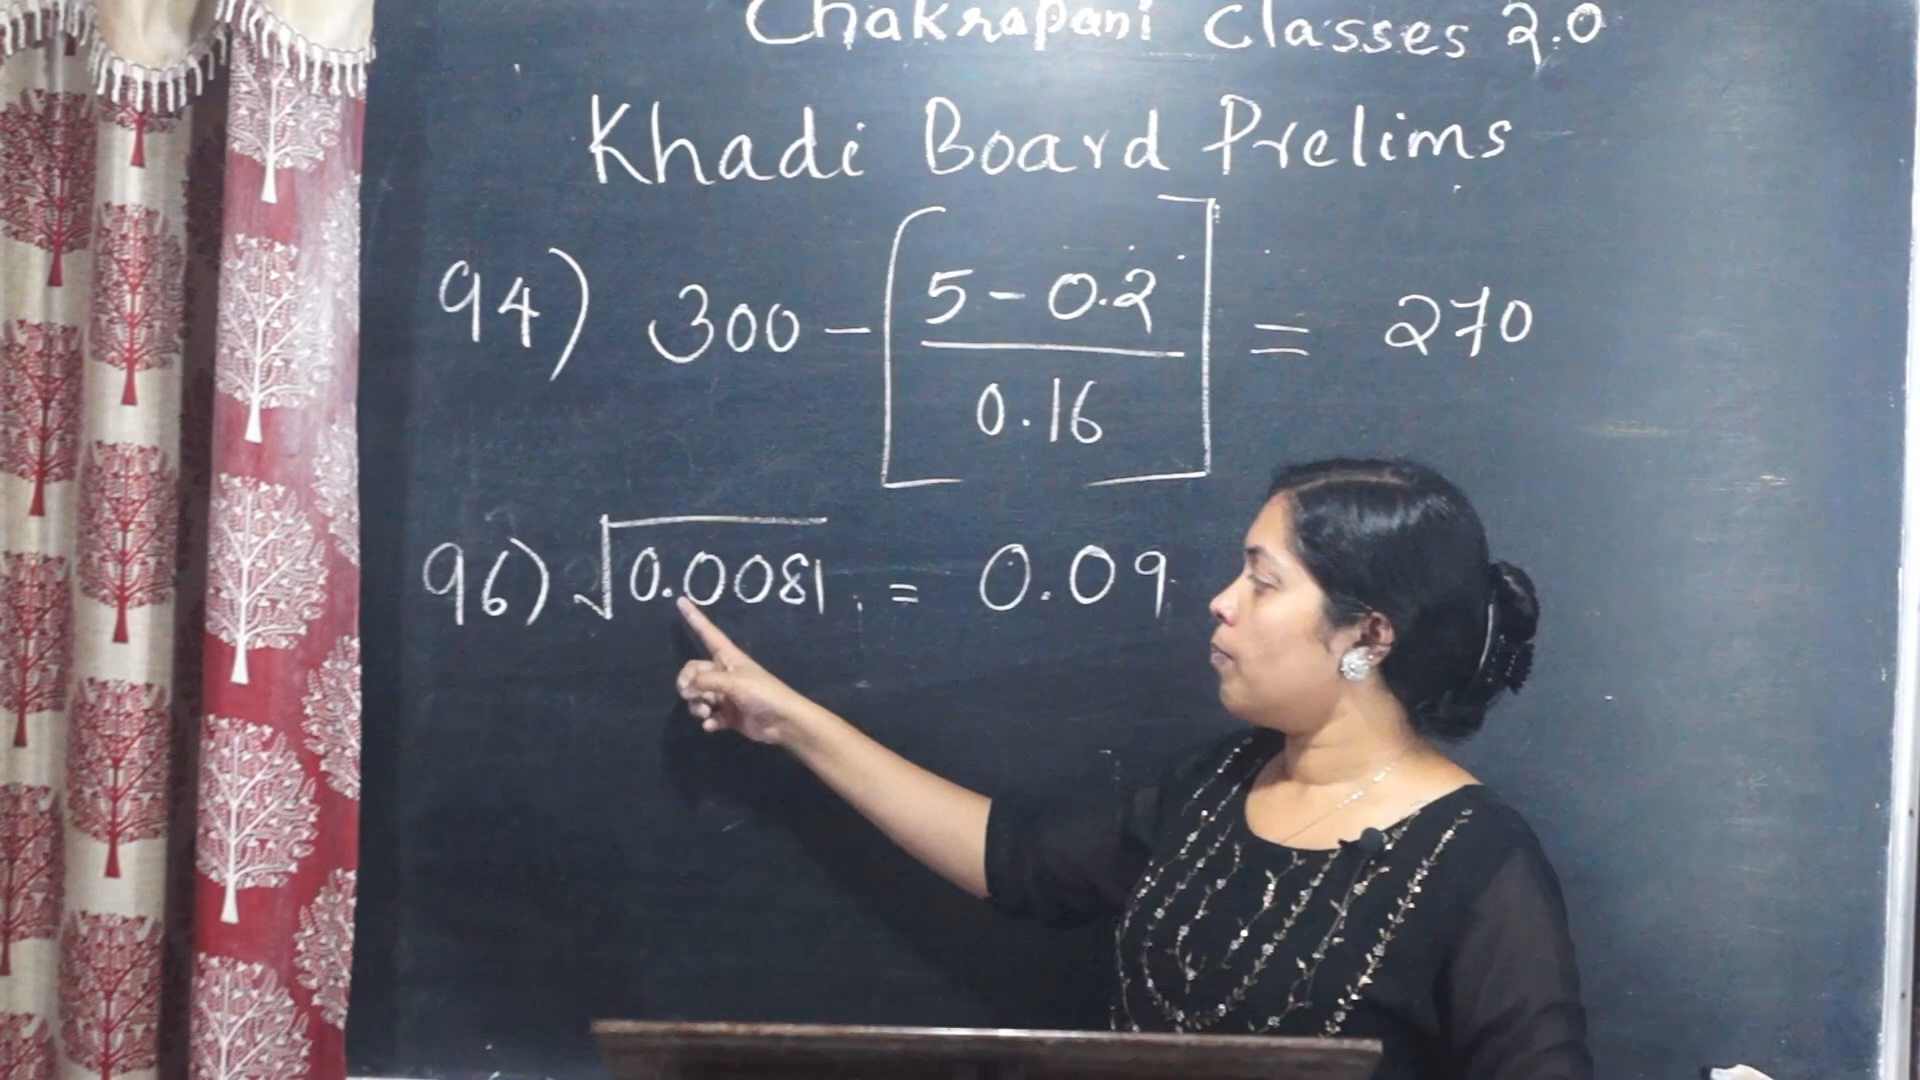 Chakrapani Classes 2.0
Khadi Board Prelims
94) 300 - [5 - 0.2 / 0.16] = 270
96) √0.0081 = 0.09